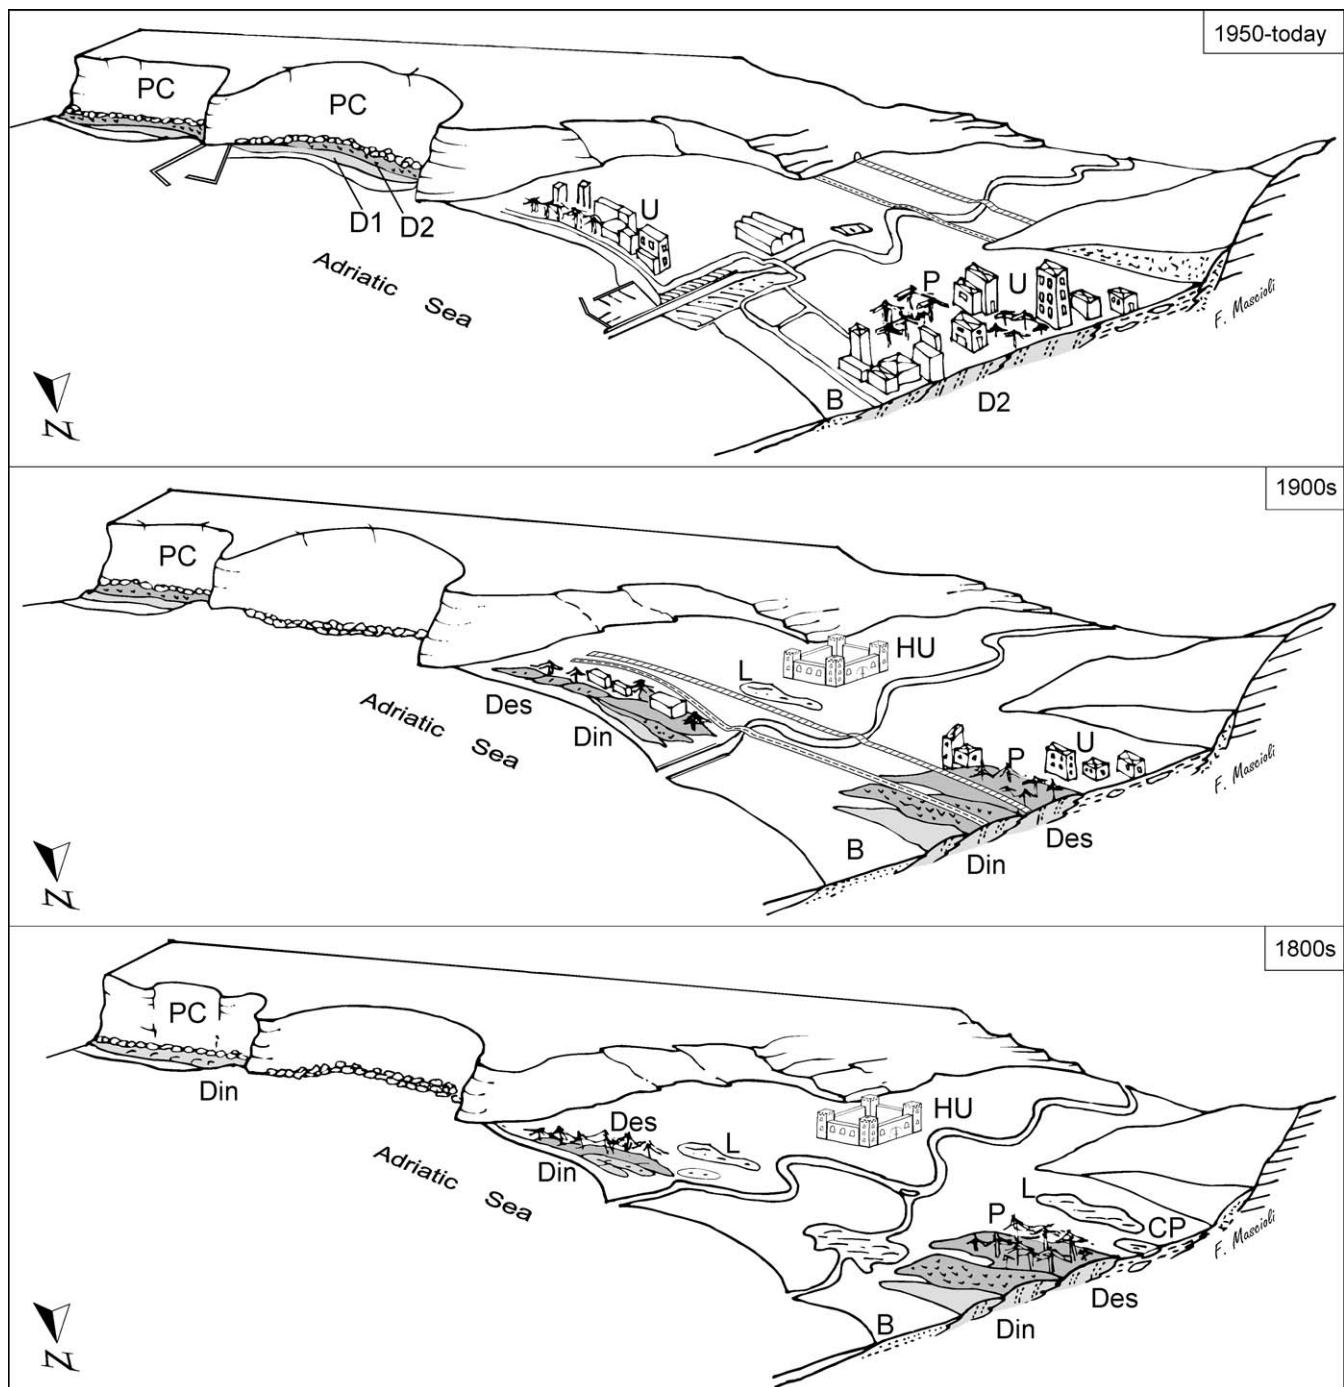 1950-today
PC
PC
D1
D2
U
Adriatic Sea
P
U
F. Mascioli
B
D2
N
1900s
PC
HU
L
Des
Din
Adriatic Sea
P
U
F. Mascioli
B
Des
Din
N
1800s
PC
Din
HU
Des
L
Din
Adriatic Sea
L
P
CP
F. Mascioli
B
Des
Din
N